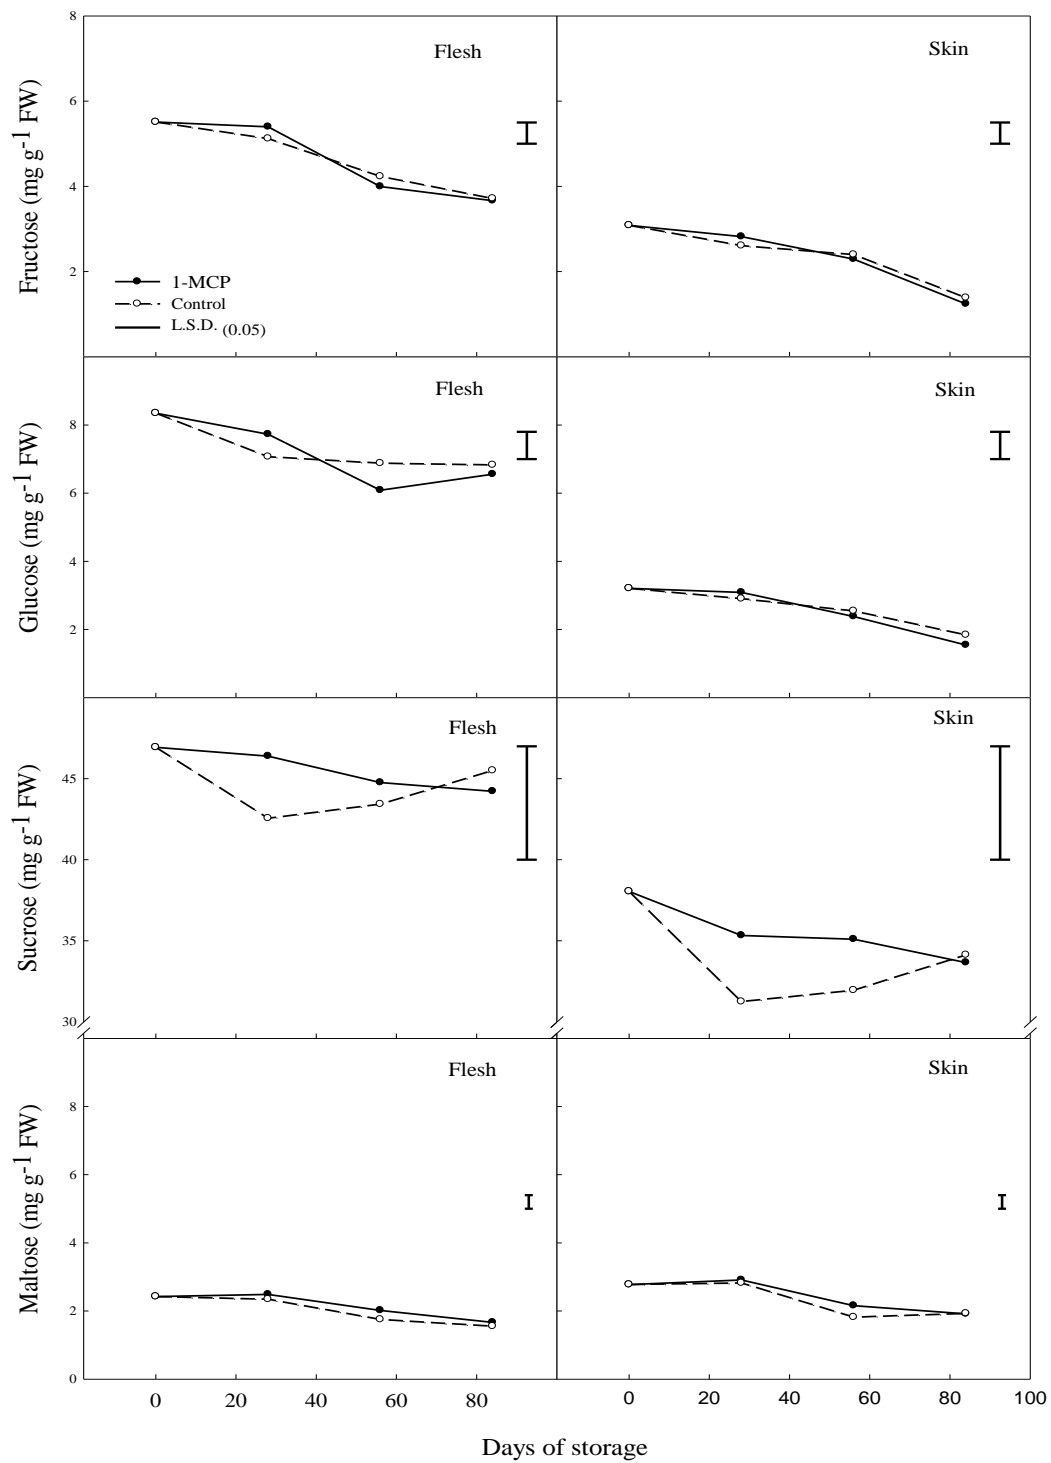 8
Flesh
Skin
6
4
2
Fructose (mg g-1 FW)
1-MCP
Control
L.S.D. (0.05)
Flesh
Skin
8
6
4
2
Glucose (mg g-1 FW)
Flesh
Skin
45
40
35
30
Sucrose (mg g-1 FW)
Flesh
Skin
8
6
4
2
0
Maltose (mg g-1 FW)
0 20 40 60 80 0 20 40 60 80 100
Days of storage